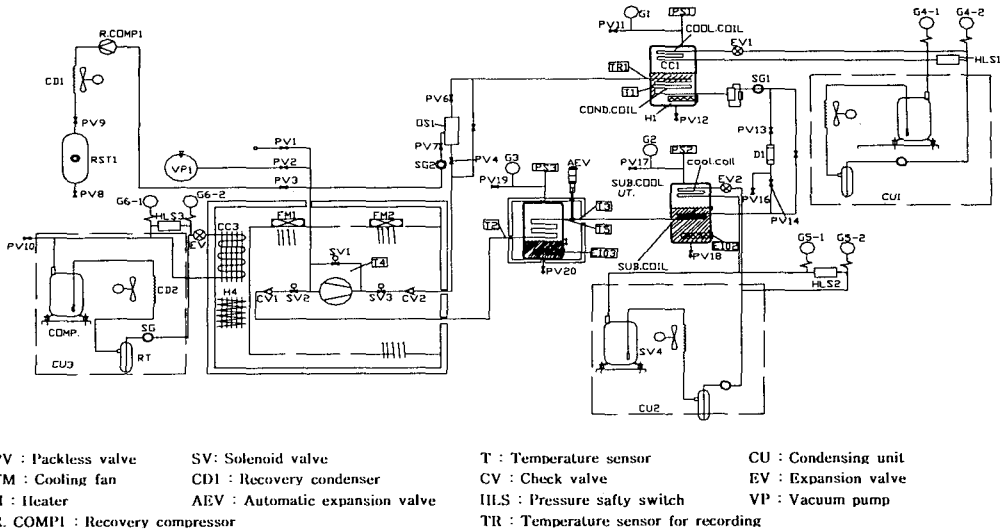 R.COMP1
CD1
PV9
RST1
PV8
VP1
PV1
PV2
PV3
PV6
OS1
PV7
SG2
PV4
G1
PV11
PS1
COOL.COIL
CC1
EV1
TR1
T1
COND.COIL
H1
PV12
SG1
PV13
D1
PV16
PV14
G4-1 G4-2
HLS1
CU1
G2
PV17
PS2
cool.coil
EV2
SUB.COOL
UT.
SUB.COIL
PV18
G3
PV19
AEV
T2
T3
T5
PV20
G5-1 G5-2
HLS2
SV4
CU2
G6-1 G6-2
HLS3
PV10
EV
CC3
H4
FM1 FM2
SV1
T4
CV1 SV2 SV3 CV2
CD2
COMP.
SG
RT
CU3
PV : Packless valve SV: Solenoid valve T : Temperature sensor CU : Condensing unit
FM : Cooling fan CD1 : Recovery condenser CV : Check valve EV : Expansion valve
H : Heater AEV : Automatic expansion valve HLS : Pressure safty switch VP : Vacuum pump
R. COMP1 : Recovery compressor TR : Temperature sensor for recording